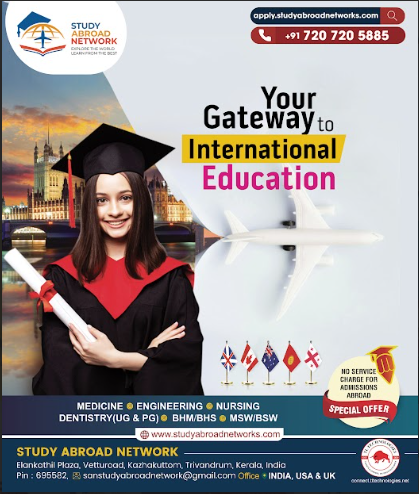 STUDY
ABROAD
NETWORK
EXPLORE THE WORLD
LEARN FROM THE BEST
apply.studyabroadnetworks.com
+91 720 720 5885
Your
Gateway to
International
Education
NO SERVICE
CHARGE FOR
ADMISSIONS
ABROAD
SPECIAL OFFER
MEDICINE ENGINEERING NURSING
DENTISTRY(UG & PG) BHM/BHS MSW/BSW
www.studyabroadnetworks.com
STUDY ABROAD NETWORK
Elankathil Plaza, Vetturoad, Kazhakuttom, Trivandrum, Kerala, India
Pin : 695582, sanstudyabroadnetwork@gmail.com Office INDIA, USA & UK